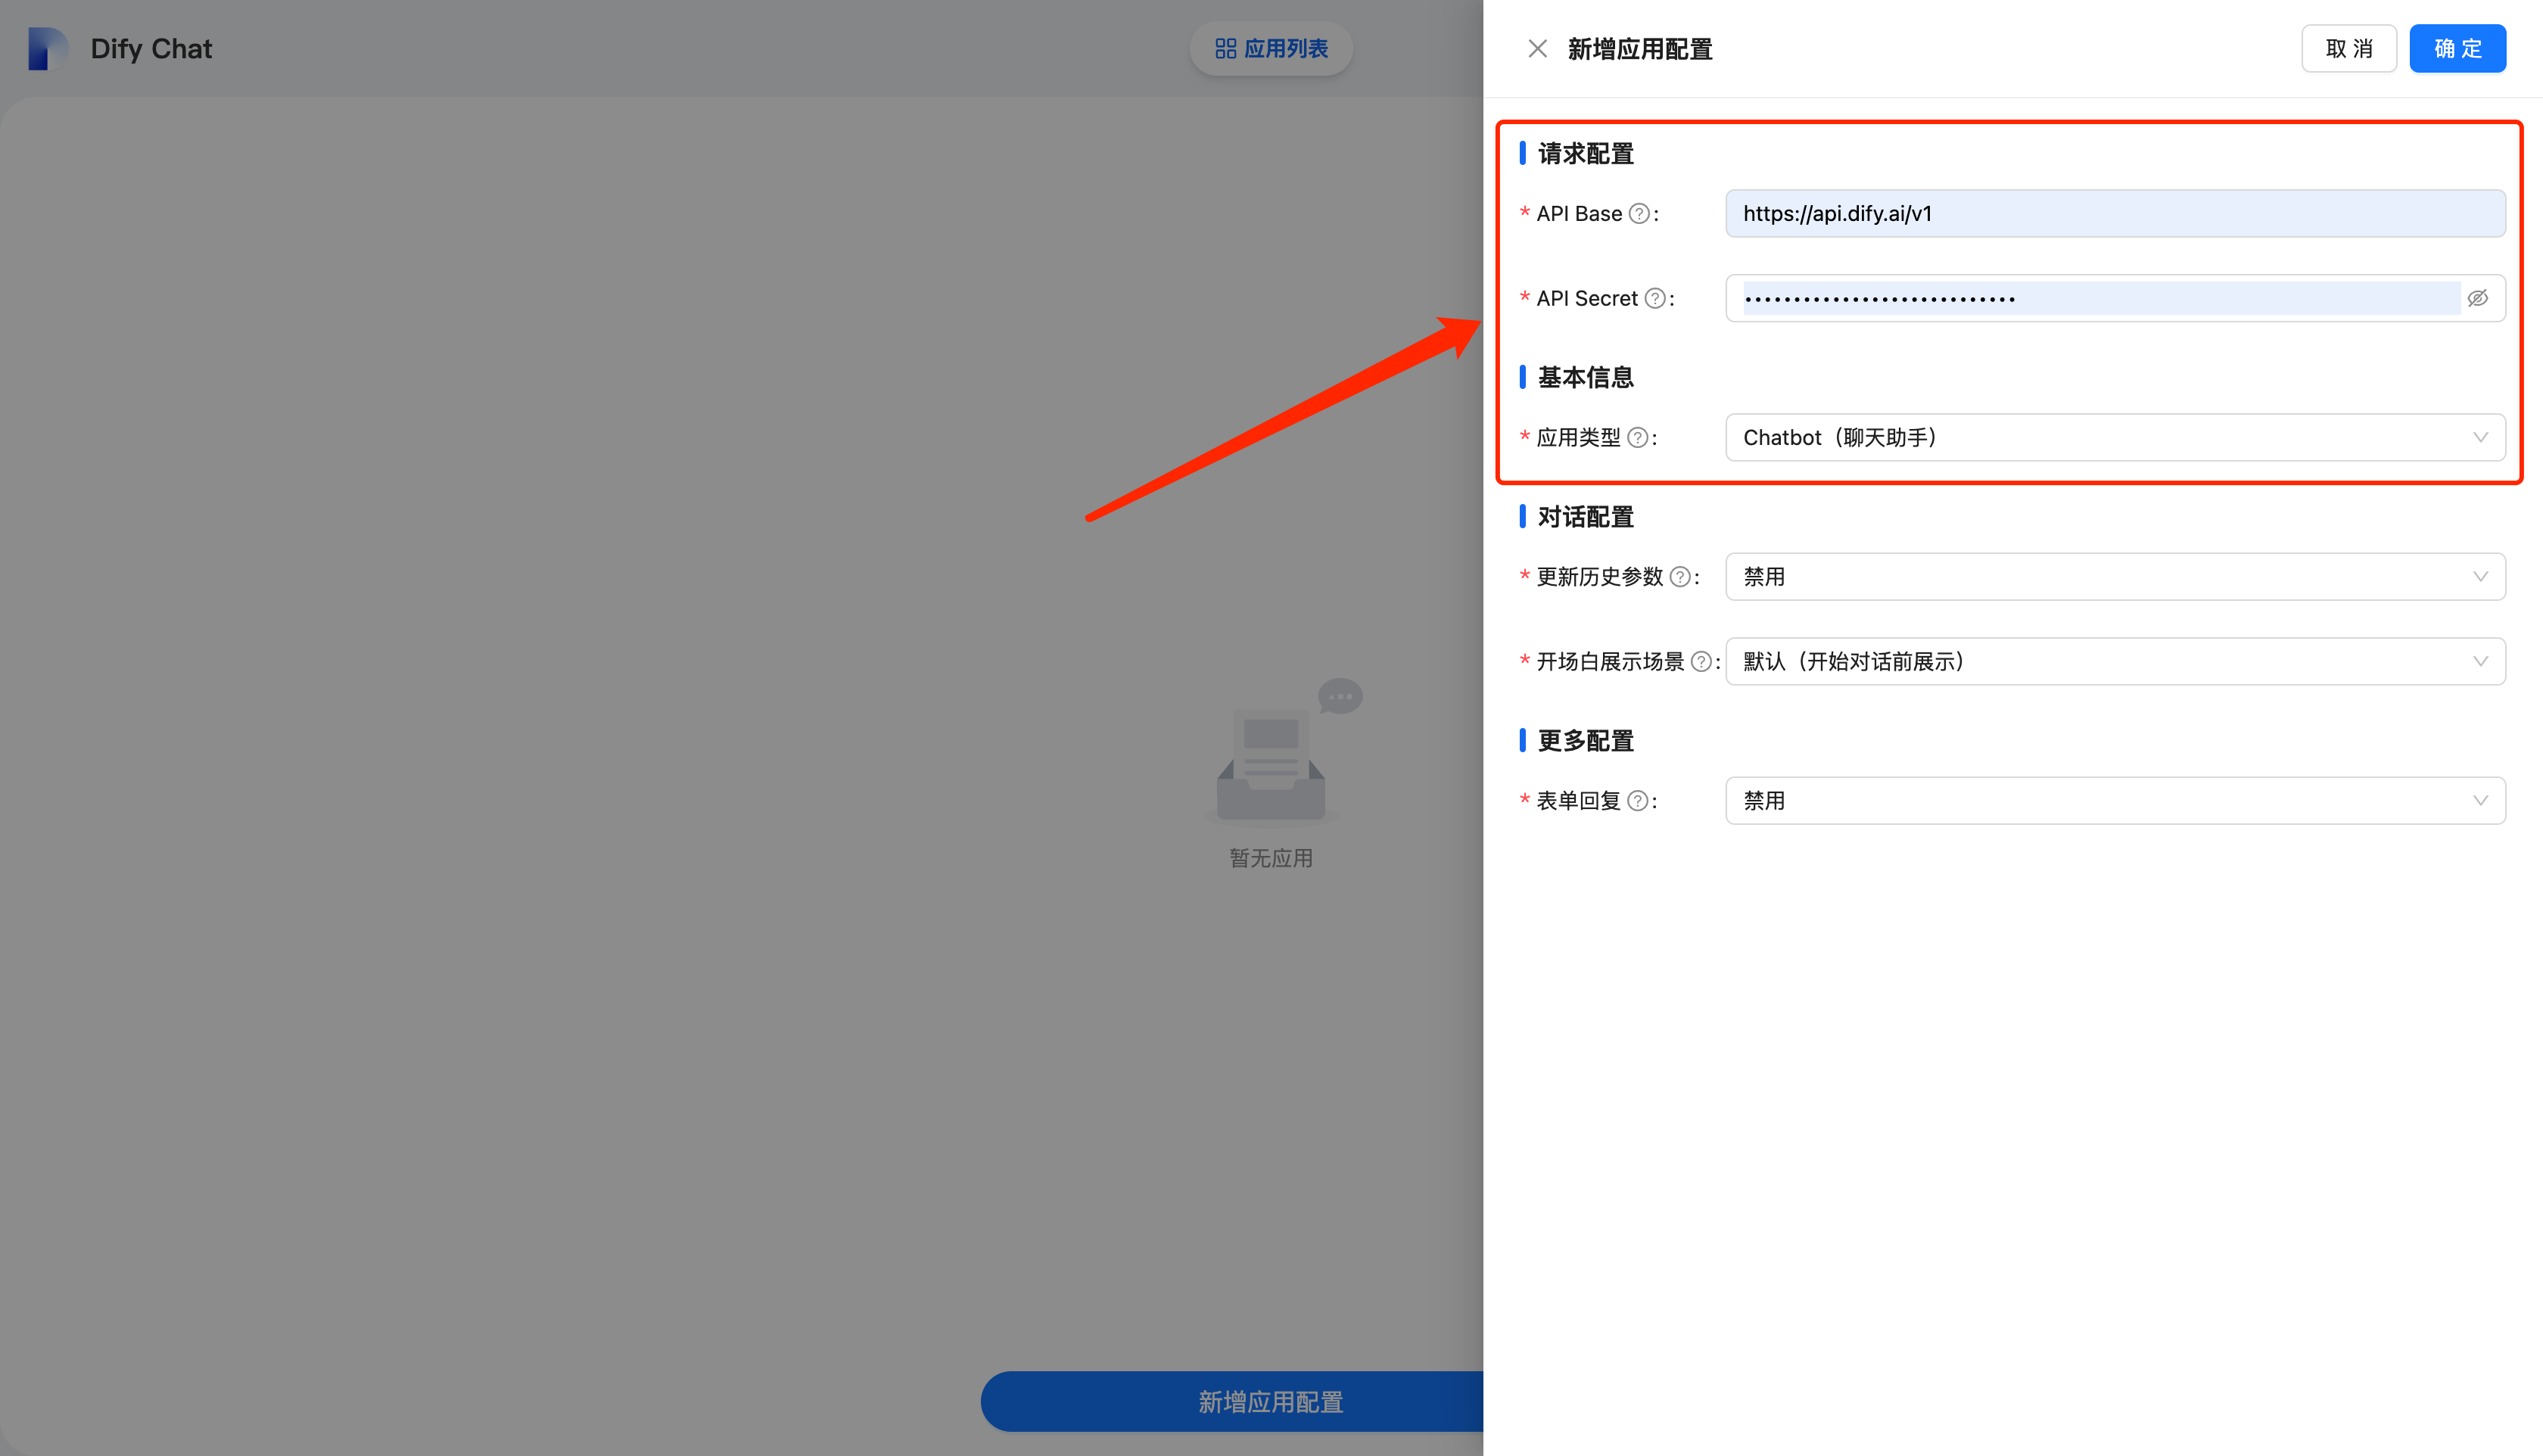 Dify Chat
应用列表
暂无应用
新增应用配置
新增应用配置
取 消
确 定
请求配置
* API Base ? :
https://api.dify.ai/v1
* API Secret ? :
••••••••••••••••••••••••••••
基本信息
* 应用类型 ? :
Chatbot（聊天助手）
对话配置
* 更新历史参数 ? :
禁用
* 开场白展示场景 ? :
默认（开始对话前展示）
更多配置
* 表单回复 ? :
禁用